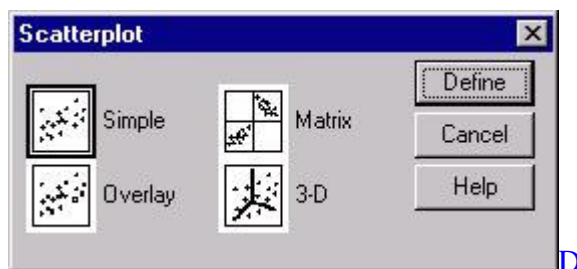 Scatterplot
Simple
Matrix
Define
Cancel
Overlay
3-D
Help
D